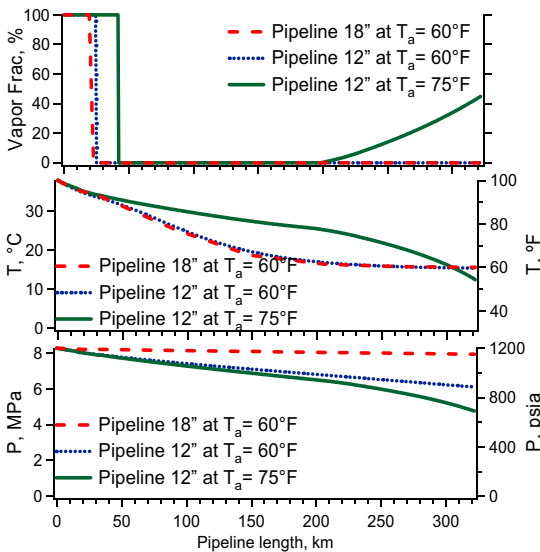 Vapor Frac, %
100
80
60
40
20
0
Pipeline 18” at Ta= 60°F
Pipeline 12” at Ta= 60°F
Pipeline 12” at Ta= 75°F
T, °C
30
20
10
0
100
80
60
40
T, °F
Pipeline 18” at Ta= 60°F
Pipeline 12” at Ta= 60°F
Pipeline 12” at Ta= 75°F
P, MPa
8
6
4
2
0
1200
800
400
0
P, psia
Pipeline 18” at Ta= 60°F
Pipeline 12” at Ta= 60°F
Pipeline 12” at Ta= 75°F
0 50 100 150 200 250 300
Pipeline length, km